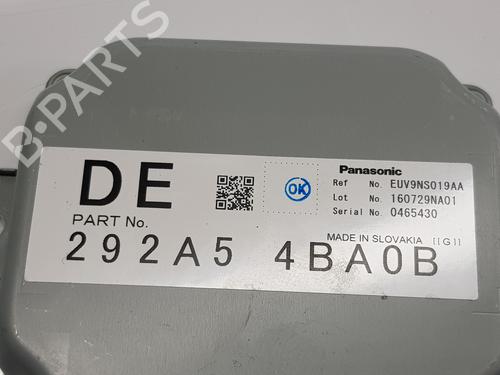 B-PARTS
DE
PART No.
292A5 4BA0B
OK
Panasonic
Ref No. EUV9NS019AA
Lot No. 160729NA01
Serial No. 0465430
MADE IN SLOVAKIA [[G]]